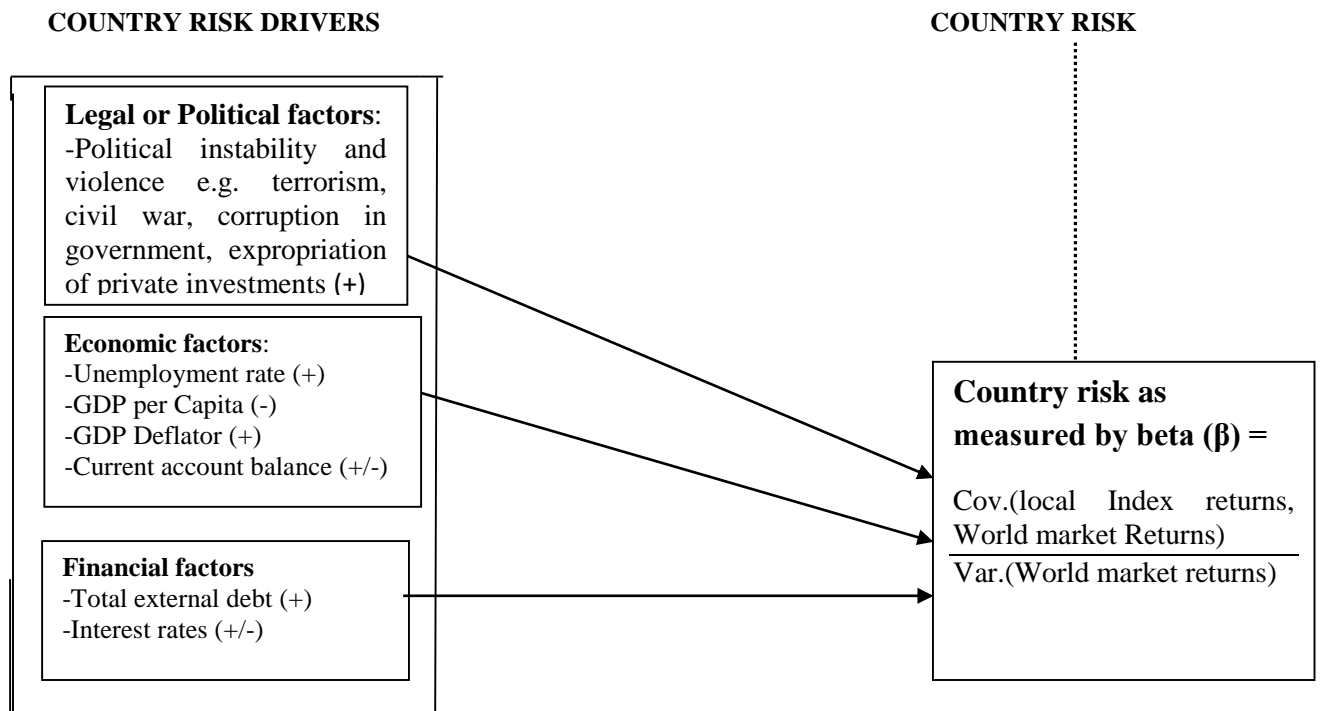 COUNTRY RISK DRIVERS
COUNTRY RISK
Legal or Political factors:
-Political instability and
violence e.g. terrorism,
civil war, corruption in
government, expropriation
of private investments (+)
Economic factors:
-Unemployment rate (+)
-GDP per Capita (-)
-GDP Deflator (+)
-Current account balance (+/-)
Financial factors
-Total external debt (+)
-Interest rates (+/-)
Country risk as
measured by beta (β) =
Cov.(local Index returns,
World market Returns)
Var.(World market returns)